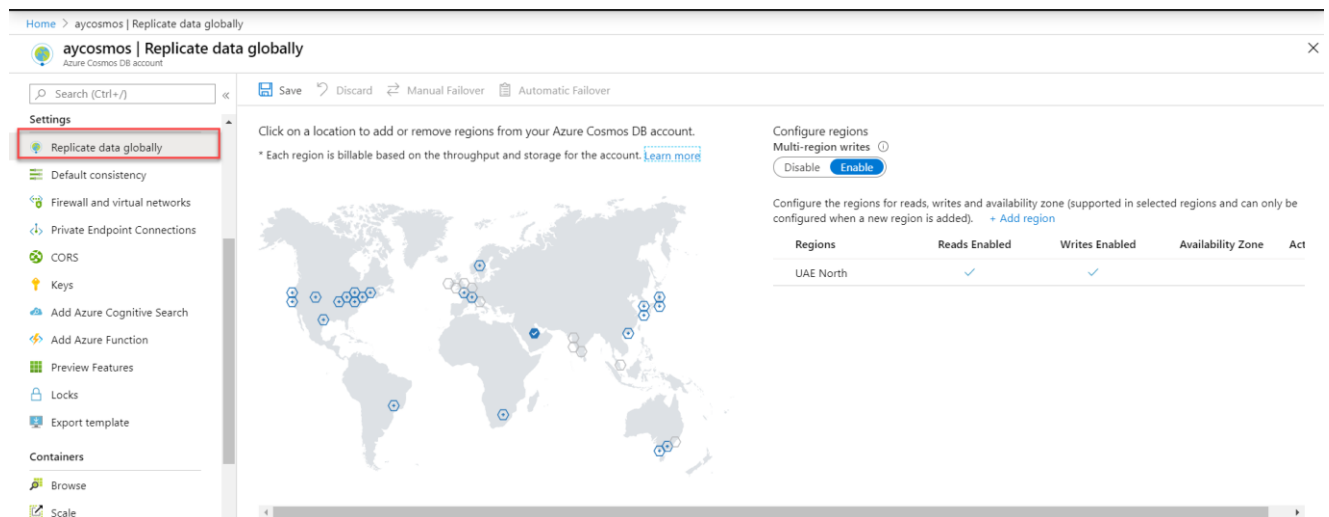 Home > aycosmos | Replicate data globally
aycosmos | Replicate data globally
Azure Cosmos DB account
Search (Ctrl+/)
«
Settings
Replicate data globally
Default consistency
Firewall and virtual networks
Private Endpoint Connections
CORS
Keys
Add Azure Cognitive Search
Add Azure Function
Preview Features
Locks
Export template
Containers
Browse
Scale
Save Discard Manual Failover Automatic Failover
Click on a location to add or remove regions from your Azure Cosmos DB account.
* Each region is billable based on the throughput and storage for the account. Learn more
Configure regions
Multi-region writes
Disable Enable
Configure the regions for reads, writes and availability zone (supported in selected regions and can only be
configured when a new region is added). + Add region
Regions Reads Enabled Writes Enabled Availability Zone Act
UAE North